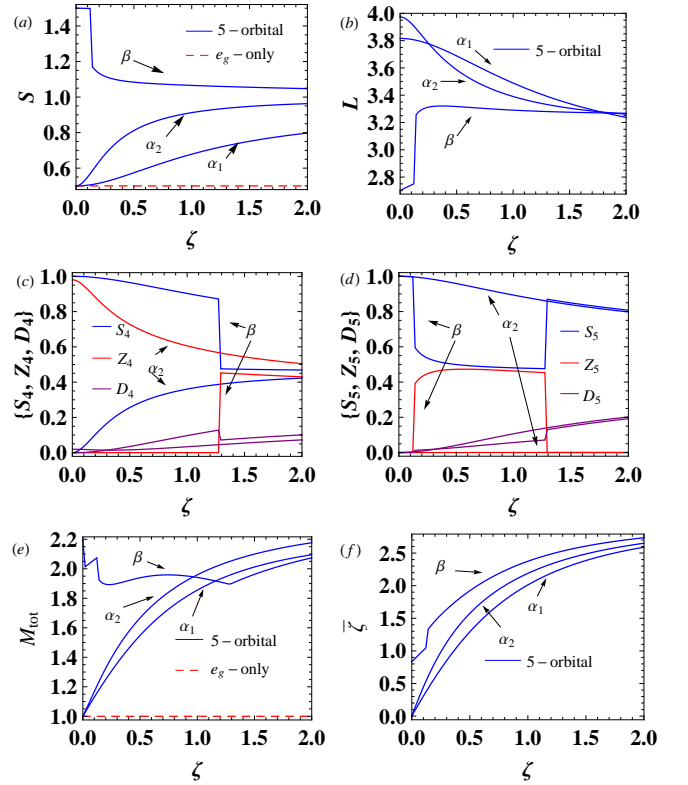 (a)
1.4
1.2
1.0
0.8
0.6
S
β
5-orbital
e_g-only
α₂
α₁
0.0 0.5 1.0 1.5 2.0
ζ
(b)
4.0
3.8
3.6
3.4
3.2
3.0
2.8
L
α₁
5-orbital
α₂
β
0.0 0.5 1.0 1.5 2.0
ζ
(c)
1.0
0.8
0.6
0.4
0.2
0.0
{S₄, Z₄, D₄}
S₄
Z₄
D₄
α₂
β
0.0 0.5 1.0 1.5 2.0
ζ
(d)
1.0
0.8
0.6
0.4
0.2
0.0
{S₅, Z₅, D₅}
β
α₂
S₅
Z₅
D₅
0.0 0.5 1.0 1.5 2.0
ζ
(e)
2.2
2.0
1.8
1.6
1.4
1.2
1.0
M_tot
β
α₂
α₁
5-orbital
e_g-only
0.0 0.5 1.0 1.5 2.0
ζ
(f)
2.5
2.0
1.5
1.0
0.5
0.0
ζ̄
β
α₂
α₁
5-orbital
0.0 0.5 1.0 1.5 2.0
ζ